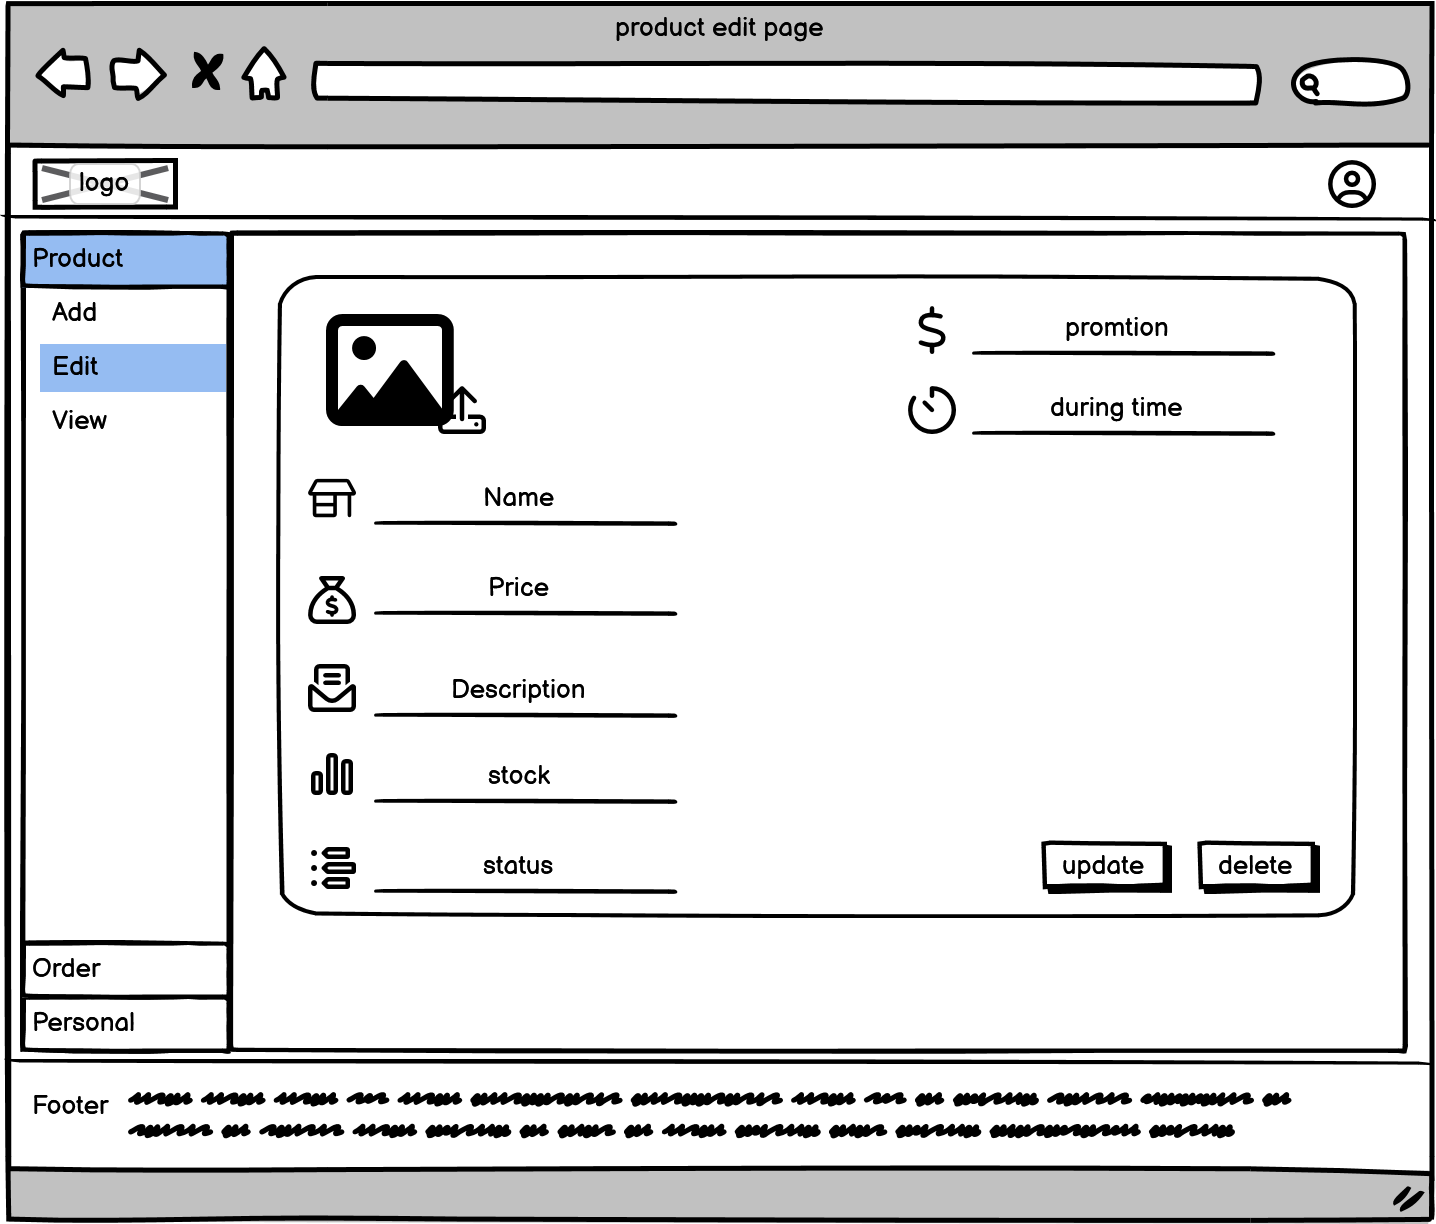 product edit page
logo
Product
Add
Edit
View
promtion
during time
Name
Price
Description
stock
status
update
delete
Order
Personal
Footer